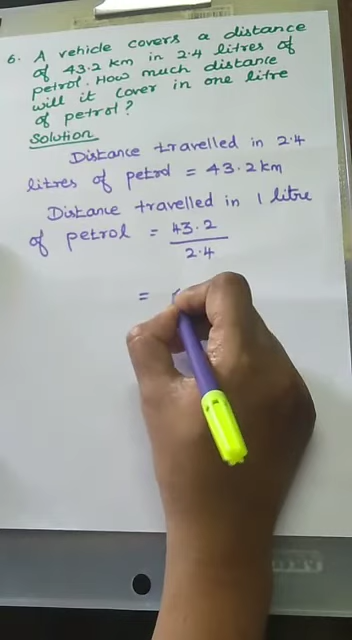 6. A vehicle covers a distance
of 43.2 km in 2.4 litres of
petrol. How much distance
will it cover in one litre
of petrol?
Solution
Distance travelled in 2.4
litres of petrol = 43.2 km
Distance travelled in 1 litre
of petrol = 43.2
2.4
=